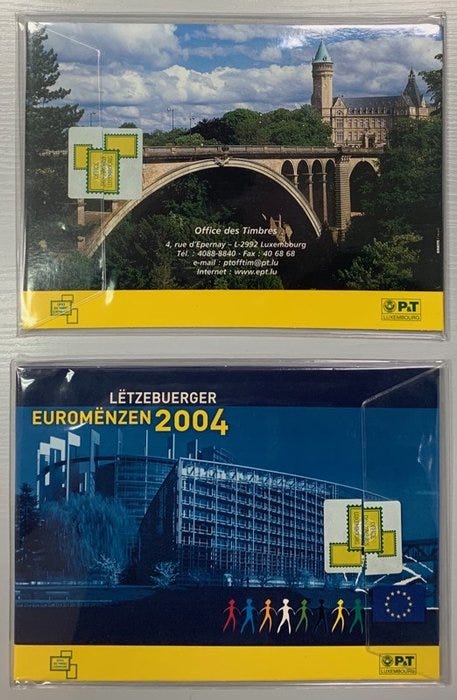 Office des Timbres
4, rue d'Epernay – L-2992 Luxembourg
Tél. : 4088-8840 · Fax : 40 68 68
e-mail : ptofftim@pt.lu
Internet : www.ept.lu
P&T
LUXEMBOURG
LËTZEBUERGER
EUROMËNZEN 2004
P&T
LUXEMBOURG